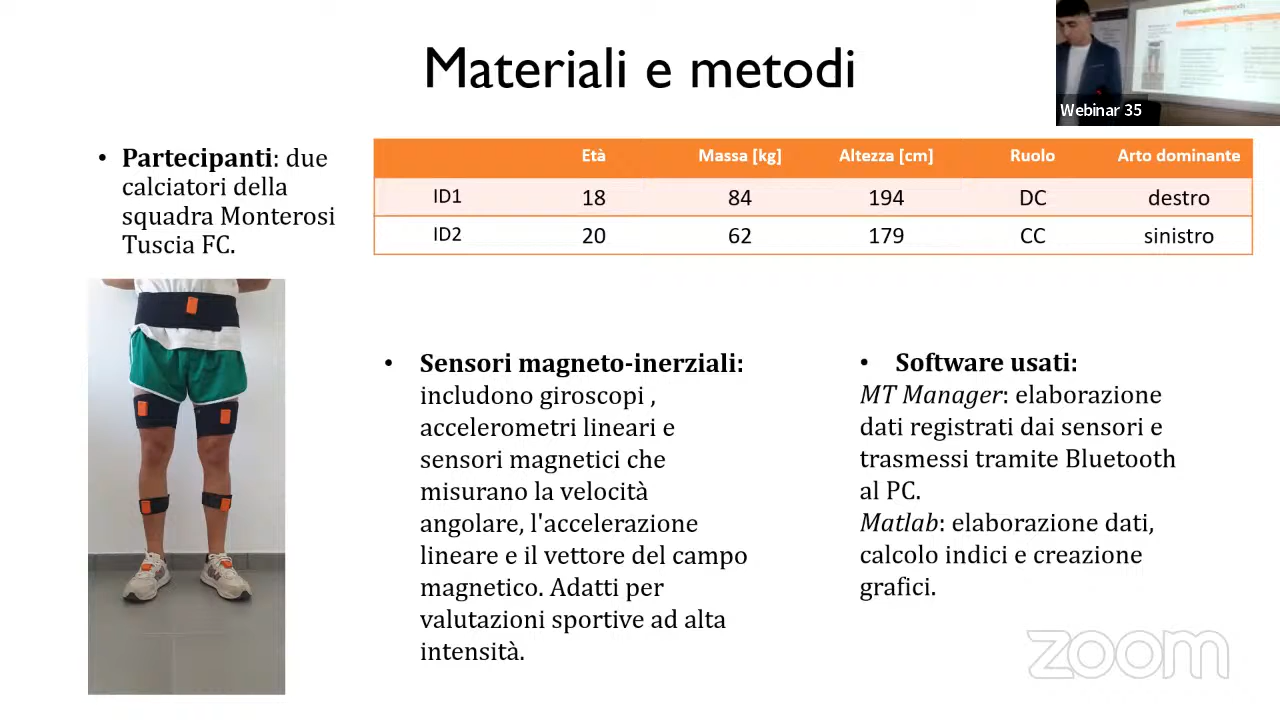 Materiali e metodi
Webinar 35
• Partecipanti: due
calciatori della
squadra Monterosi
Tuscia FC.
Età Massa [kg] Altezza [cm] Ruolo Arto dominante
ID1 18 84 194 DC destro
ID2 20 62 179 CC sinistro
• Sensori magneto-inerziali:
includono giroscopi ,
accelerometri lineari e
sensori magnetici che
misurano la velocità
angolare, l'accelerazione
lineare e il vettore del campo
magnetico. Adatti per
valutazioni sportive ad alta
intensità.
• Software usati:
MT Manager: elaborazione
dati registrati dai sensori e
trasmessi tramite Bluetooth
al PC.
Matlab: elaborazione dati,
calcolo indici e creazione
grafici.
zoom